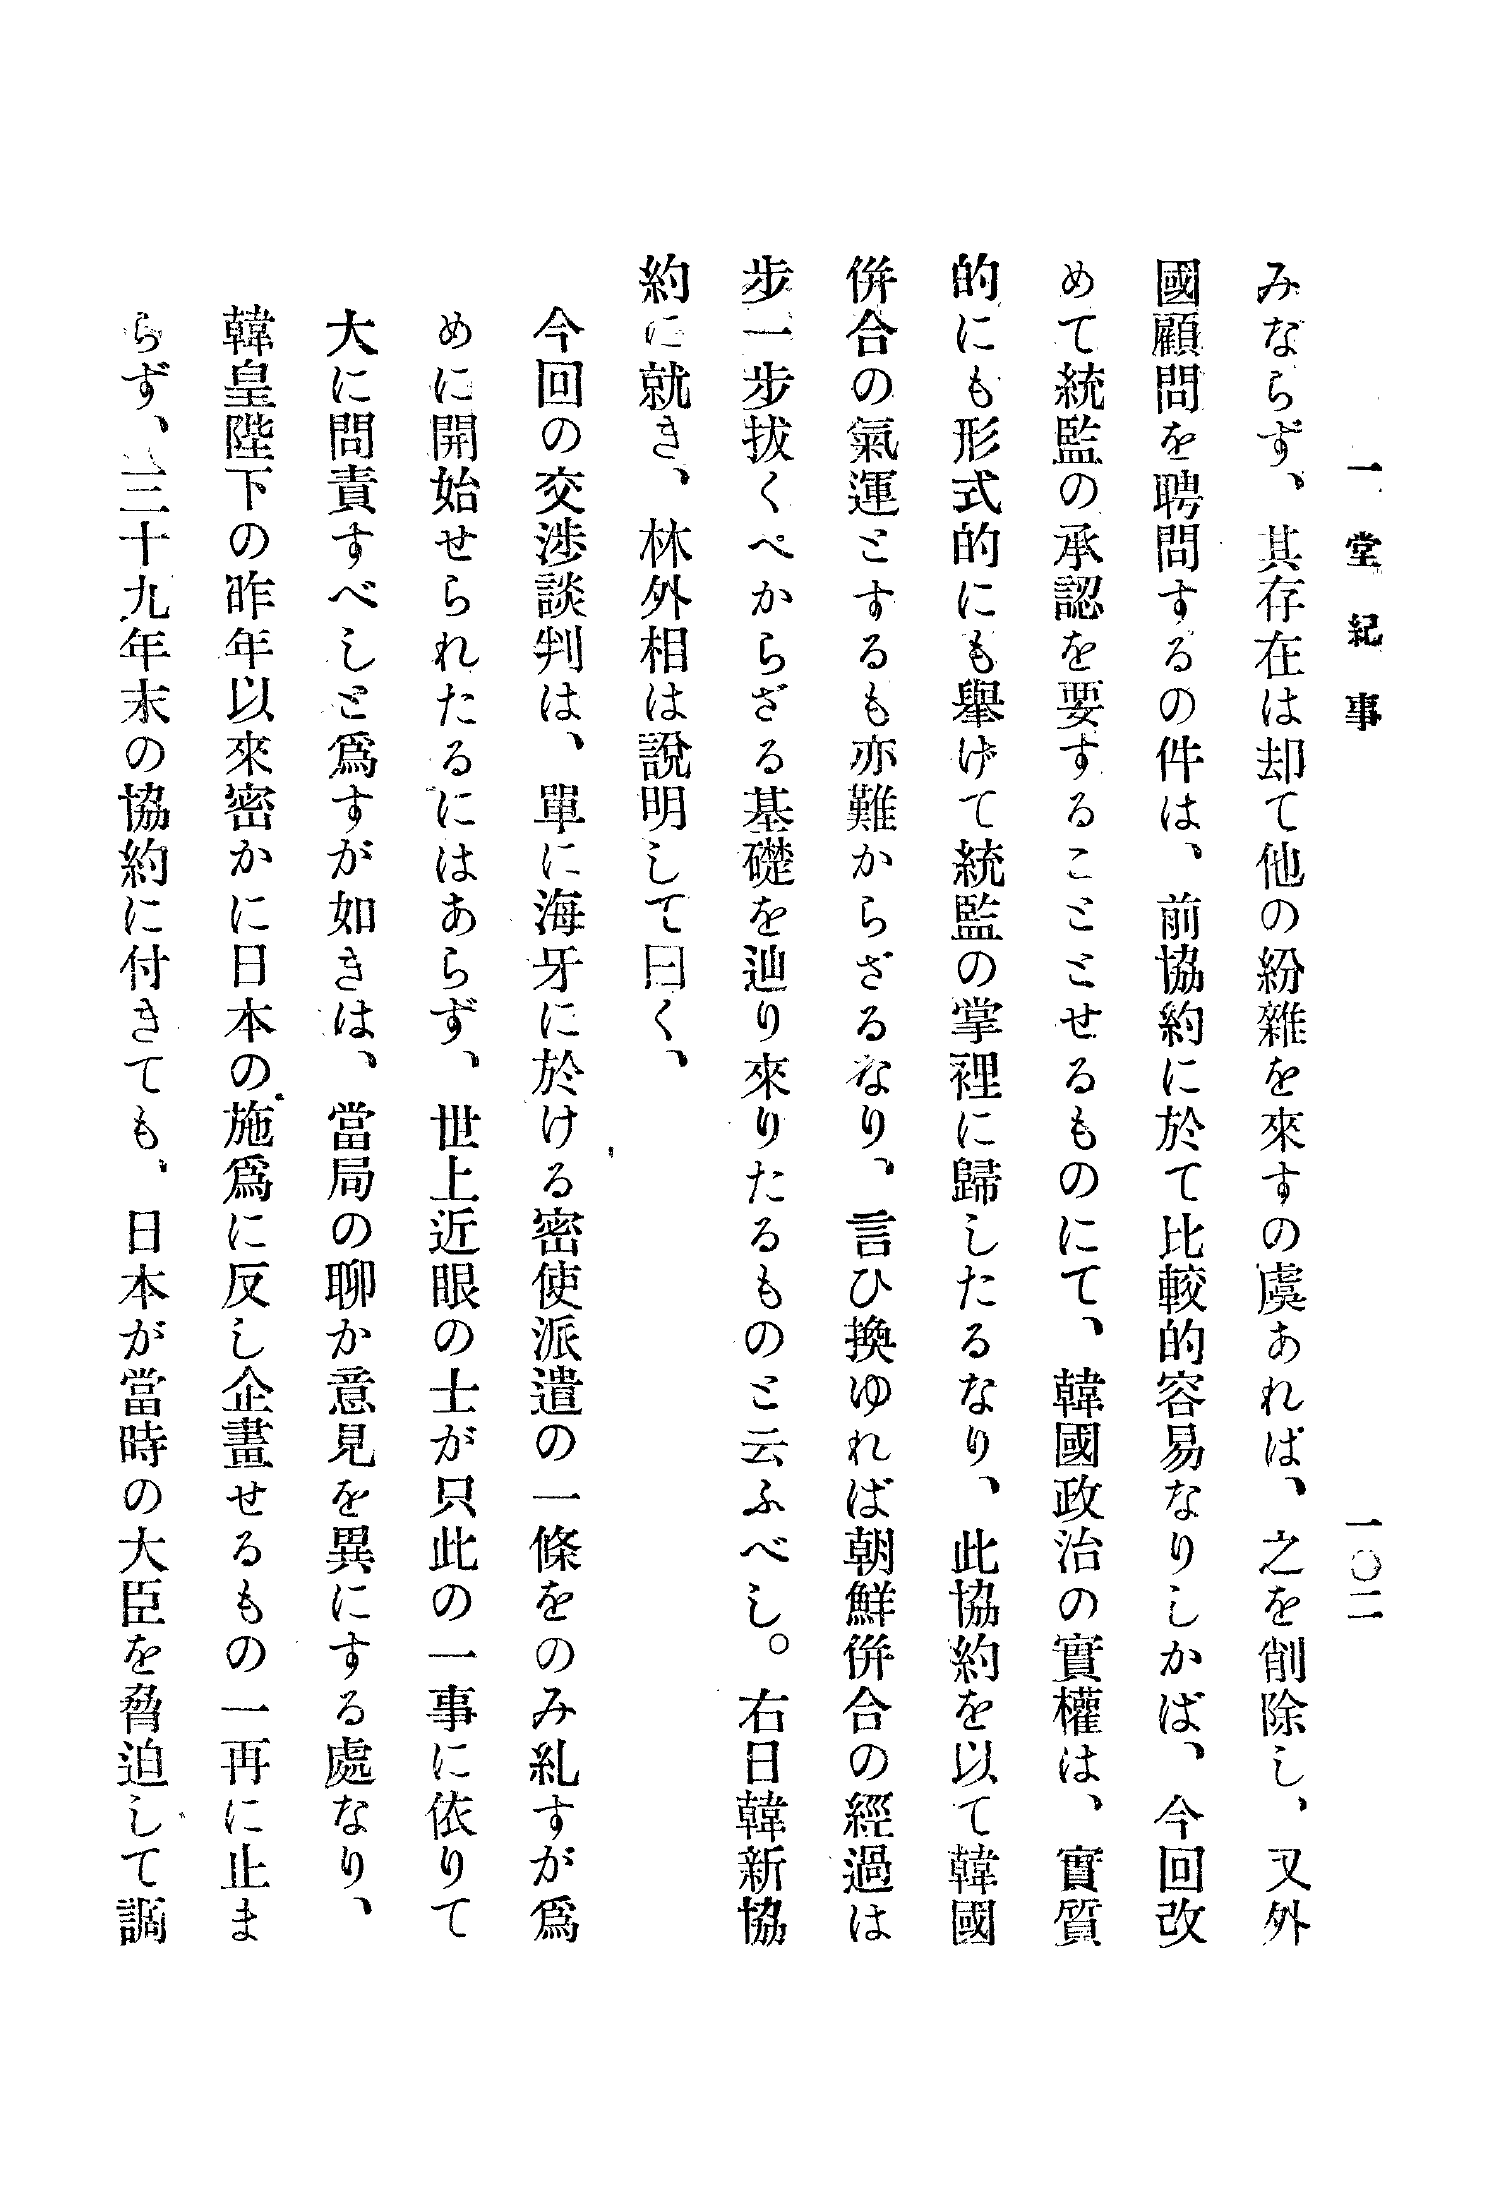 一堂紀事　一〇二
みならず、其存在は却て他の紛雜を來すの虞あれば、之を削除し、又外
國顧問を聘問するの件は、前協約に於て比較的容易なりしかば、今回改
めて統監の承認を要することとせるものにて、韓國政治の實權は、實質
的にも形式的にも擧げて統監の掌裡に歸したるなり、此協約を以て韓國
併合の氣運とするも亦難からざるなり、言ひ換ゆれば朝鮮併合の經過は
步一步拔くべからざる基礎を辿り來りたるものと云ふべし。右日韓新協
約に就き、林外相は說明して曰く、
今回の交涉談判は、單に海牙に於ける密使派遣の一條をのみ糺すが爲
めに開始せられたるにはあらず、世上近眼の士が只此の一事に依りて
大に問責すべしと爲すが如きは、當局の聊か意見を異にする處なり、
韓皇陛下の昨年以來密かに日本の施爲に反し企畫せるもの一再に止ま
らず、三十九年末の協約に付きても、日本が當時の大臣を脅迫して調